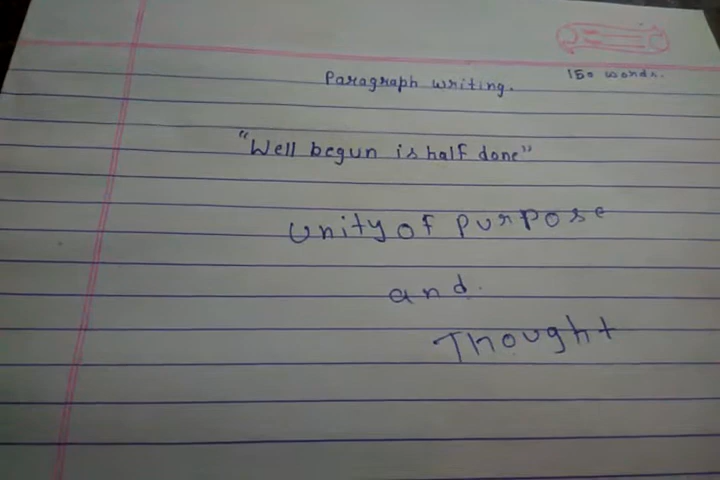 Paragraph writing.
150 words.
"Well begun is half done"
Unity of Purpose
and.
Thought